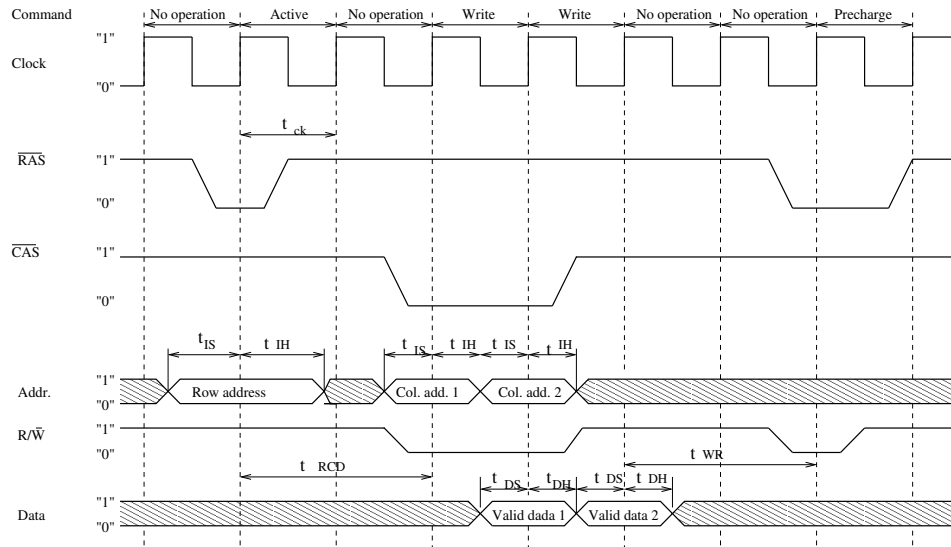 Command No operation Active No operation Write Write No operation No operation Precharge
"1"
Clock
"0"
t ck
RAS "1"
"0"
CAS "1"
"0"
t IS t IH t IS t IH t IS t IH
"1"
Addr. Row address Col. add. 1 Col. add. 2
"0"
R/W̄ "1"
"0"
t WR
t RCD
t DS t DH t DS t DH
"1"
Data Valid dada 1 Valid data 2
"0"